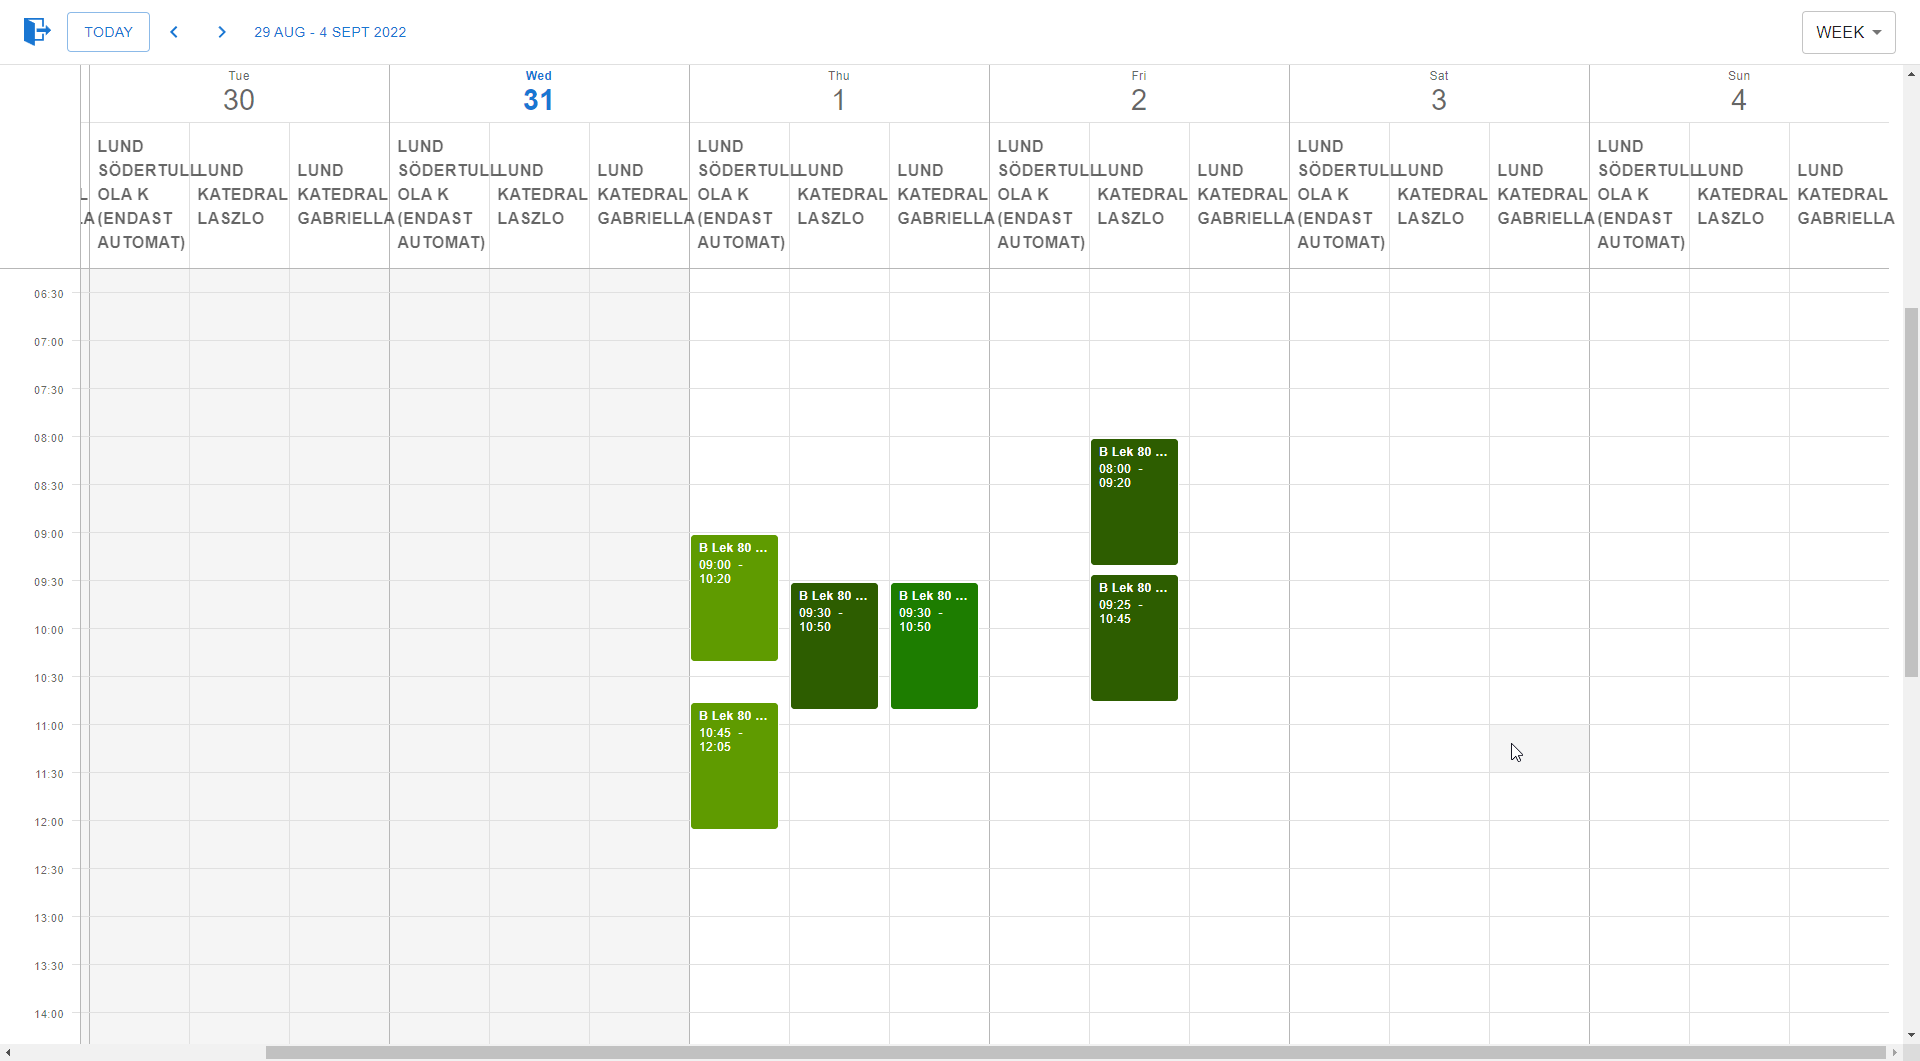 TODAY
29 AUG - 4 SEPT 2022
WEEK
Tue
30
Wed
31
Thu
1
Fri
2
Sat
3
Sun
4
LUND
SÖDERTULL
OLA K
(ENDAST
AUTOMAT)
LUND
KATEDRAL
LASZLO
LUND
KATEDRAL
GABRIELLA
LUND
SÖDERTULL
OLA K
(ENDAST
AUTOMAT)
LUND
KATEDRAL
LASZLO
LUND
KATEDRAL
GABRIELLA
LUND
SÖDERTULL
OLA K
(ENDAST
AUTOMAT)
LUND
KATEDRAL
LASZLO
LUND
KATEDRAL
GABRIELLA
LUND
SÖDERTULL
OLA K
(ENDAST
AUTOMAT)
LUND
KATEDRAL
LASZLO
LUND
KATEDRAL
GABRIELLA
LUND
SÖDERTULL
OLA K
(ENDAST
AUTOMAT)
LUND
KATEDRAL
LASZLO
LUND
KATEDRAL
GABRIELLA
LUND
SÖDERTULL
OLA K
(ENDAST
AUTOMAT)
LUND
KATEDRAL
LASZLO
LUND
KATEDRAL
GABRIELLA
06:30
07:00
07:30
08:00
08:30
09:00
09:30
10:00
10:30
11:00
11:30
12:00
12:30
13:00
13:30
14:00
B Lek 80 ...
09:00 -
10:20
B Lek 80 ...
10:45 -
12:05
B Lek 80 ...
09:30 -
10:50
B Lek 80 ...
09:30 -
10:50
B Lek 80 ...
08:00 -
09:20
B Lek 80 ...
09:25 -
10:45